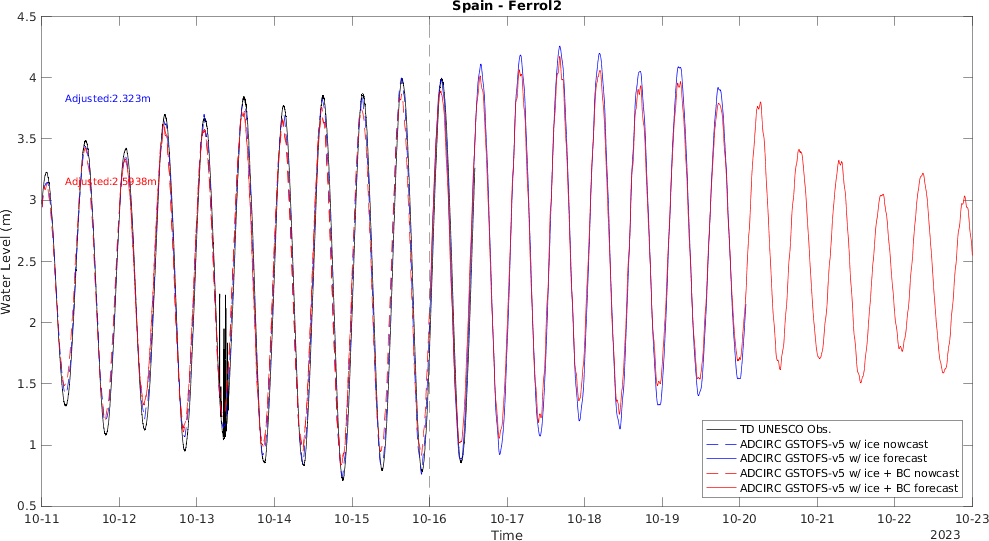 Spain - Ferrol2
4.5
4
3.5
3
2.5
2
1.5
1
0.5
Water Level (m)
Adjusted:2.323m
Adjusted:2.5938m
TD UNESCO Obs.
ADCIRC GSTOFS-v5 w/ ice nowcast
ADCIRC GSTOFS-v5 w/ ice forecast
ADCIRC GSTOFS-v5 w/ ice + BC nowcast
ADCIRC GSTOFS-v5 w/ ice + BC forecast
10-11 10-12 10-13 10-14 10-15 10-16 10-17 10-18 10-19 10-20 10-21 10-22 10-23
Time
2023